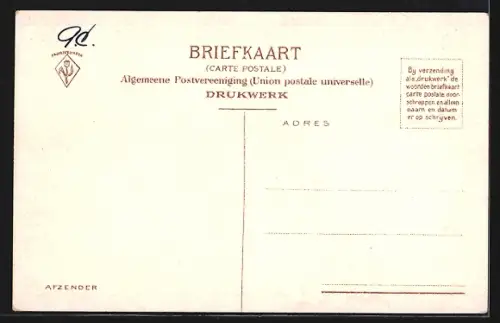 9d.
BRIEFKAART
(CARTE POSTALE)
Algemeene Postvereeniging (Union postale universelle)
DRUKWERK
By verzending
als „drukwerk" de
woorden briefkaart
carte postale door-
schrappen en alleen
naam en datum
er op schrijven.
ADRES
AFZENDER